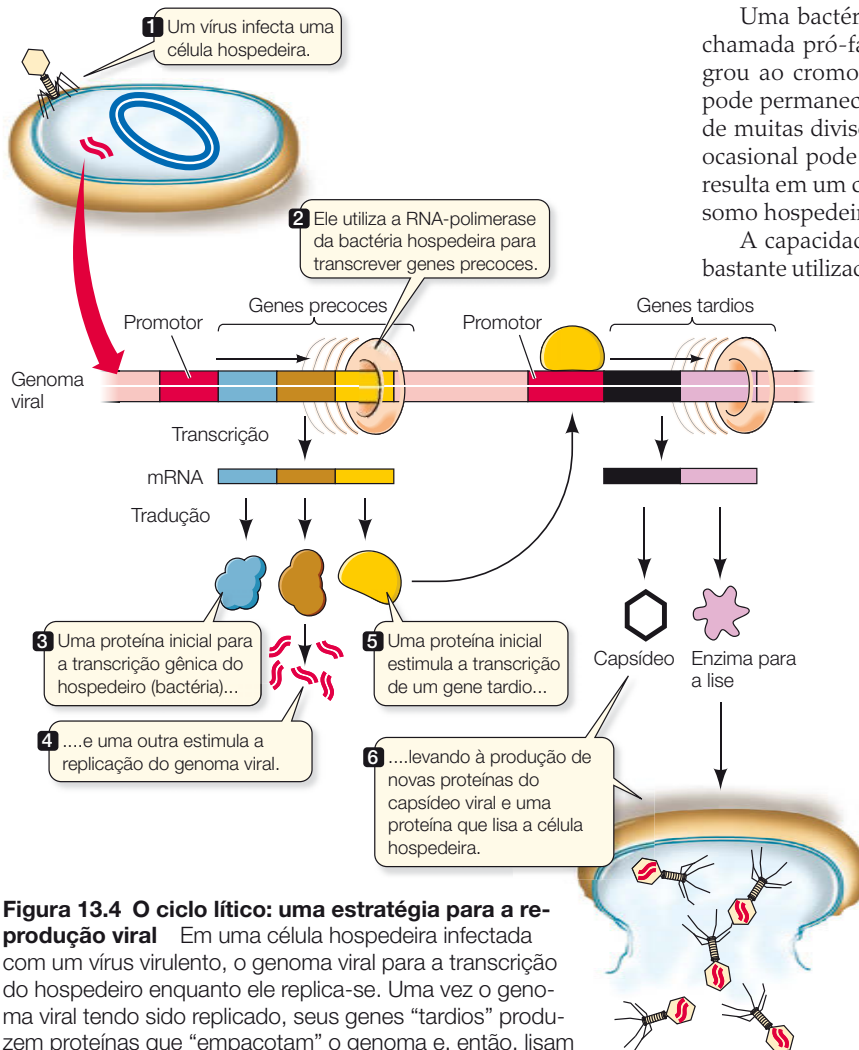 1 Um vírus infecta uma
célula hospedeira.
Uma bactér
chamada pró-fa
grou ao cromo
pode permanec
de muitas divisõ
ocasional pode
resulta em um c
somo hospedeir
A capacidad
bastante utilizad
2 Ele utiliza a RNA-polimerase
da bactéria hospedeira para
transcrever genes precoces.
Genes precoces
Promotor
Promotor
Genes tardios
Genoma
viral
Transcrição
mRNA
Tradução
3 Uma proteína inicial para
a transcrição gênica do
hospedeiro (bactéria)...
4 ....e uma outra estimula a
replicação do genoma viral.
5 Uma proteína inicial
estimula a transcrição
de um gene tardio...
Capsídeo
Enzima para
a lise
6 ....levando à produção de
novas proteínas do
capsídeo viral e uma
proteína que lisa a célula
hospedeira.
Figura 13.4 O ciclo lítico: uma estratégia para a re-
produção viral Em uma célula hospedeira infectada
com um vírus virulento, o genoma viral para a transcrição
do hospedeiro enquanto ele replica-se. Uma vez o geno-
ma viral tendo sido replicado, seus genes “tardios” produ-
zem proteínas que “empacotam” o genoma e, então, lisam